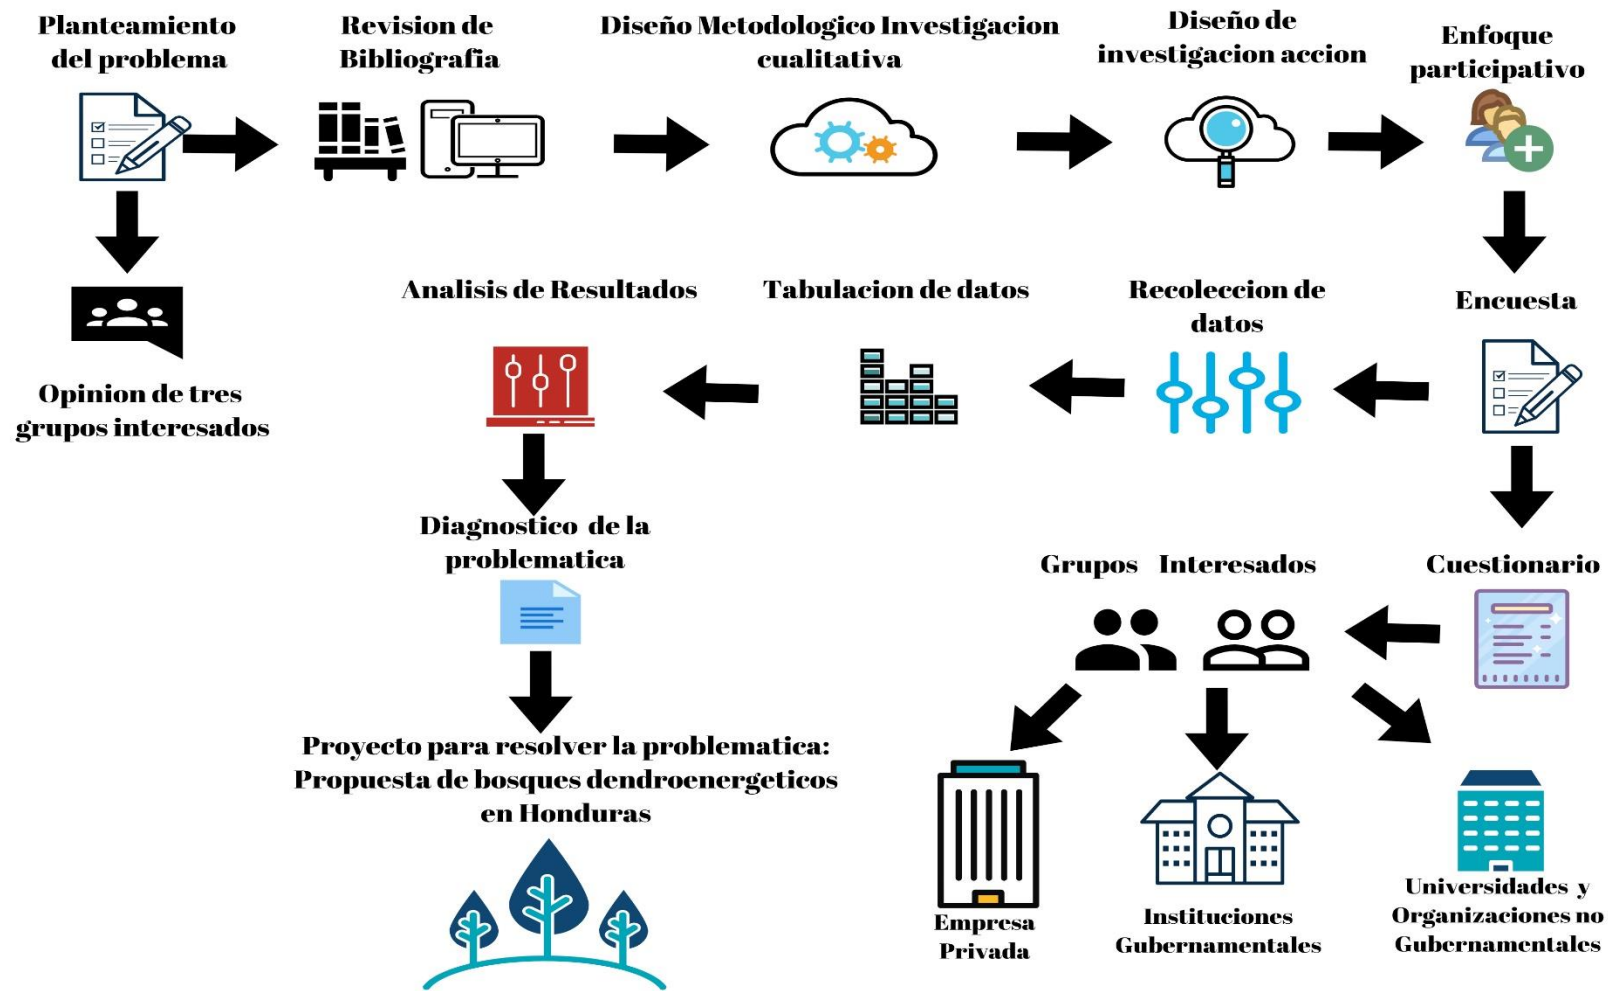 Planteamiento
del problema
Revision de
Bibliografia
Diseño Metodologico Investigacion
cualitativa
Diseño de
investigacion accion
Enfoque
participativo
Opinion de tres
grupos interesados
Analisis de Resultados
Tabulacion de datos
Recoleccion de
datos
Encuesta
Diagnostico de la
problematica
Grupos Interesados
Cuestionario
Proyecto para resolver la problematica:
Propuesta de bosques dendroenergeticos
en Honduras
Empresa
Privada
Instituciones
Gubernamentales
Universidades y
Organizaciones no
Gubernamentales